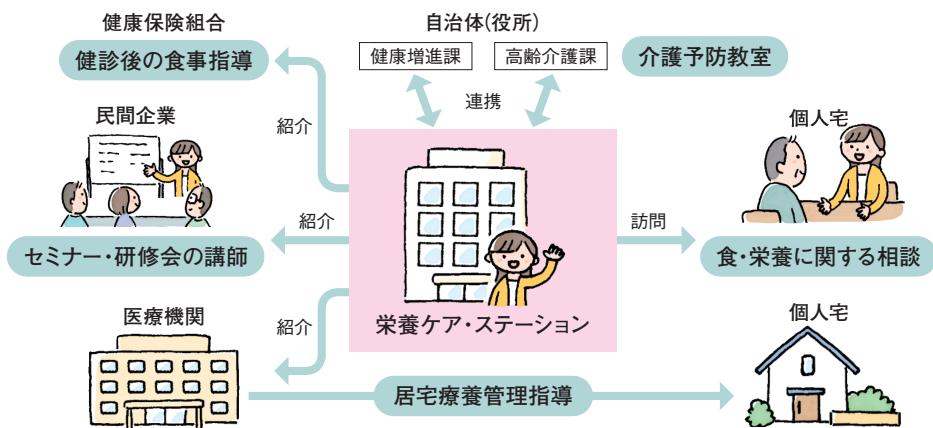 健康保険組合
健診後の食事指導
自治体(役所)
健康増進課
高齢介護課
介護予防教室
連携
紹介
民間企業
個人宅
紹介
訪問
セミナー・研修会の講師
食・栄養に関する相談
栄養ケア・ステーション
医療機関
紹介
個人宅
居宅療養管理指導